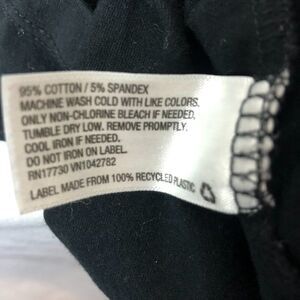 95% COTTON / 5% SPANDEX
MACHINE WASH COLD WITH LIKE COLORS.
ONLY NON-CHLORINE BLEACH IF NEEDED.
TUMBLE DRY LOW. REMOVE PROMPTLY.
COOL IRON IF NEEDED.
DO NOT IRON ON LABEL.
RN17730 VN1042782
LABEL MADE FROM 100% RECYCLED PLASTIC